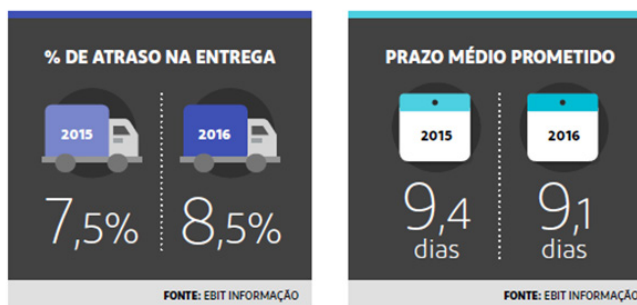 % DE ATRASO NA ENTREGA
2015
2016
7,5%
8,5%
FONTE: EBIT INFORMAÇÃO
PRAZO MÉDIO PROMETIDO
2015
2016
9,4
dias
9,1
dias
FONTE: EBIT INFORMAÇÃO